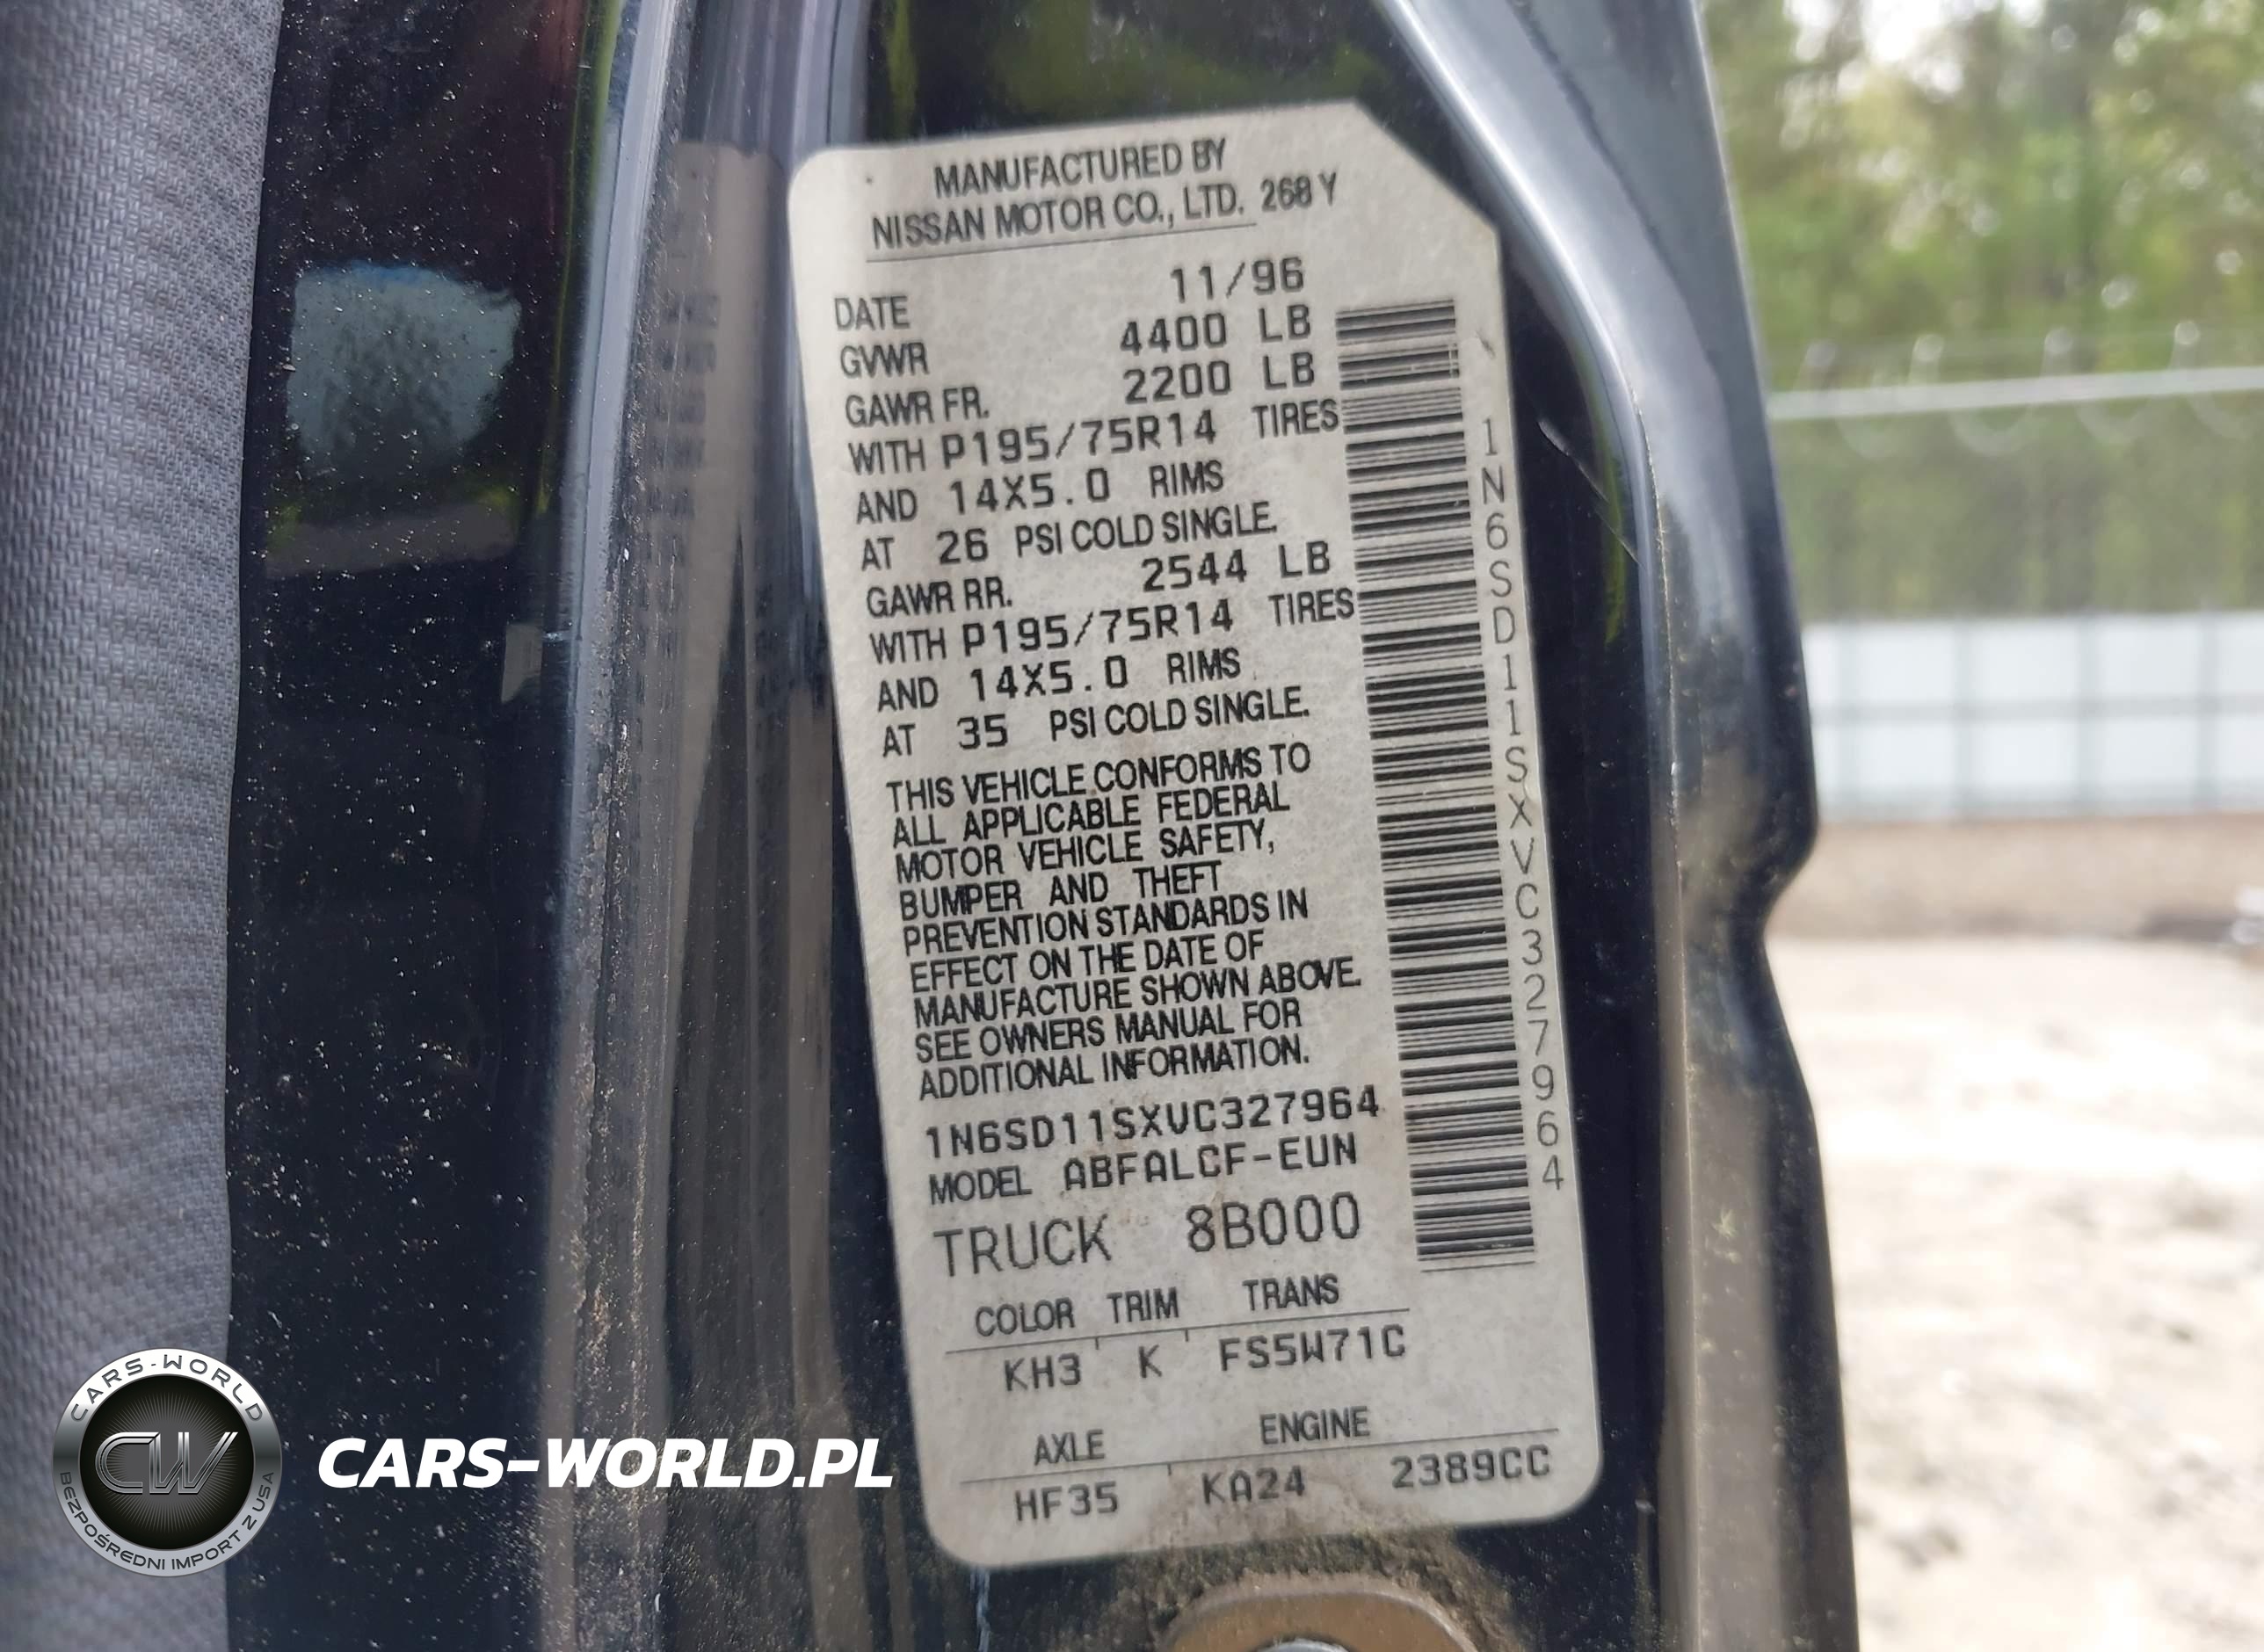 MANUFACTURED BY
NISSAN MOTOR CO., LTD. 268 Y
DATE 11/96
GVWR 4400 LB
GAWR FR. 2200 LB
WITH P195/75R14 TIRES
AND 14X5.0 RIMS
AT 26 PSI COLD SINGLE.
GAWR RR. 2544 LB
WITH P195/75R14 TIRES
AND 14X5.0 RIMS
AT 35 PSI COLD SINGLE.
THIS VEHICLE CONFORMS TO
ALL APPLICABLE FEDERAL
MOTOR VEHICLE SAFETY,
BUMPER AND THEFT
PREVENTION STANDARDS IN
EFFECT ON THE DATE OF
MANUFACTURE SHOWN ABOVE.
SEE OWNERS MANUAL FOR
ADDITIONAL INFORMATION.
1N6SD11SXVC327964
MODEL ABFALCF-EUN
TRUCK 8B000
COLOR TRIM TRANS
KH3 K FS5W71C
AXLE ENGINE
HF35 KA24 2389CC
1N6SD11SXVC327964
CARS-WORLD
CW
BEZPOŚREDNI IMPORT Z USA
CARS-WORLD.PL